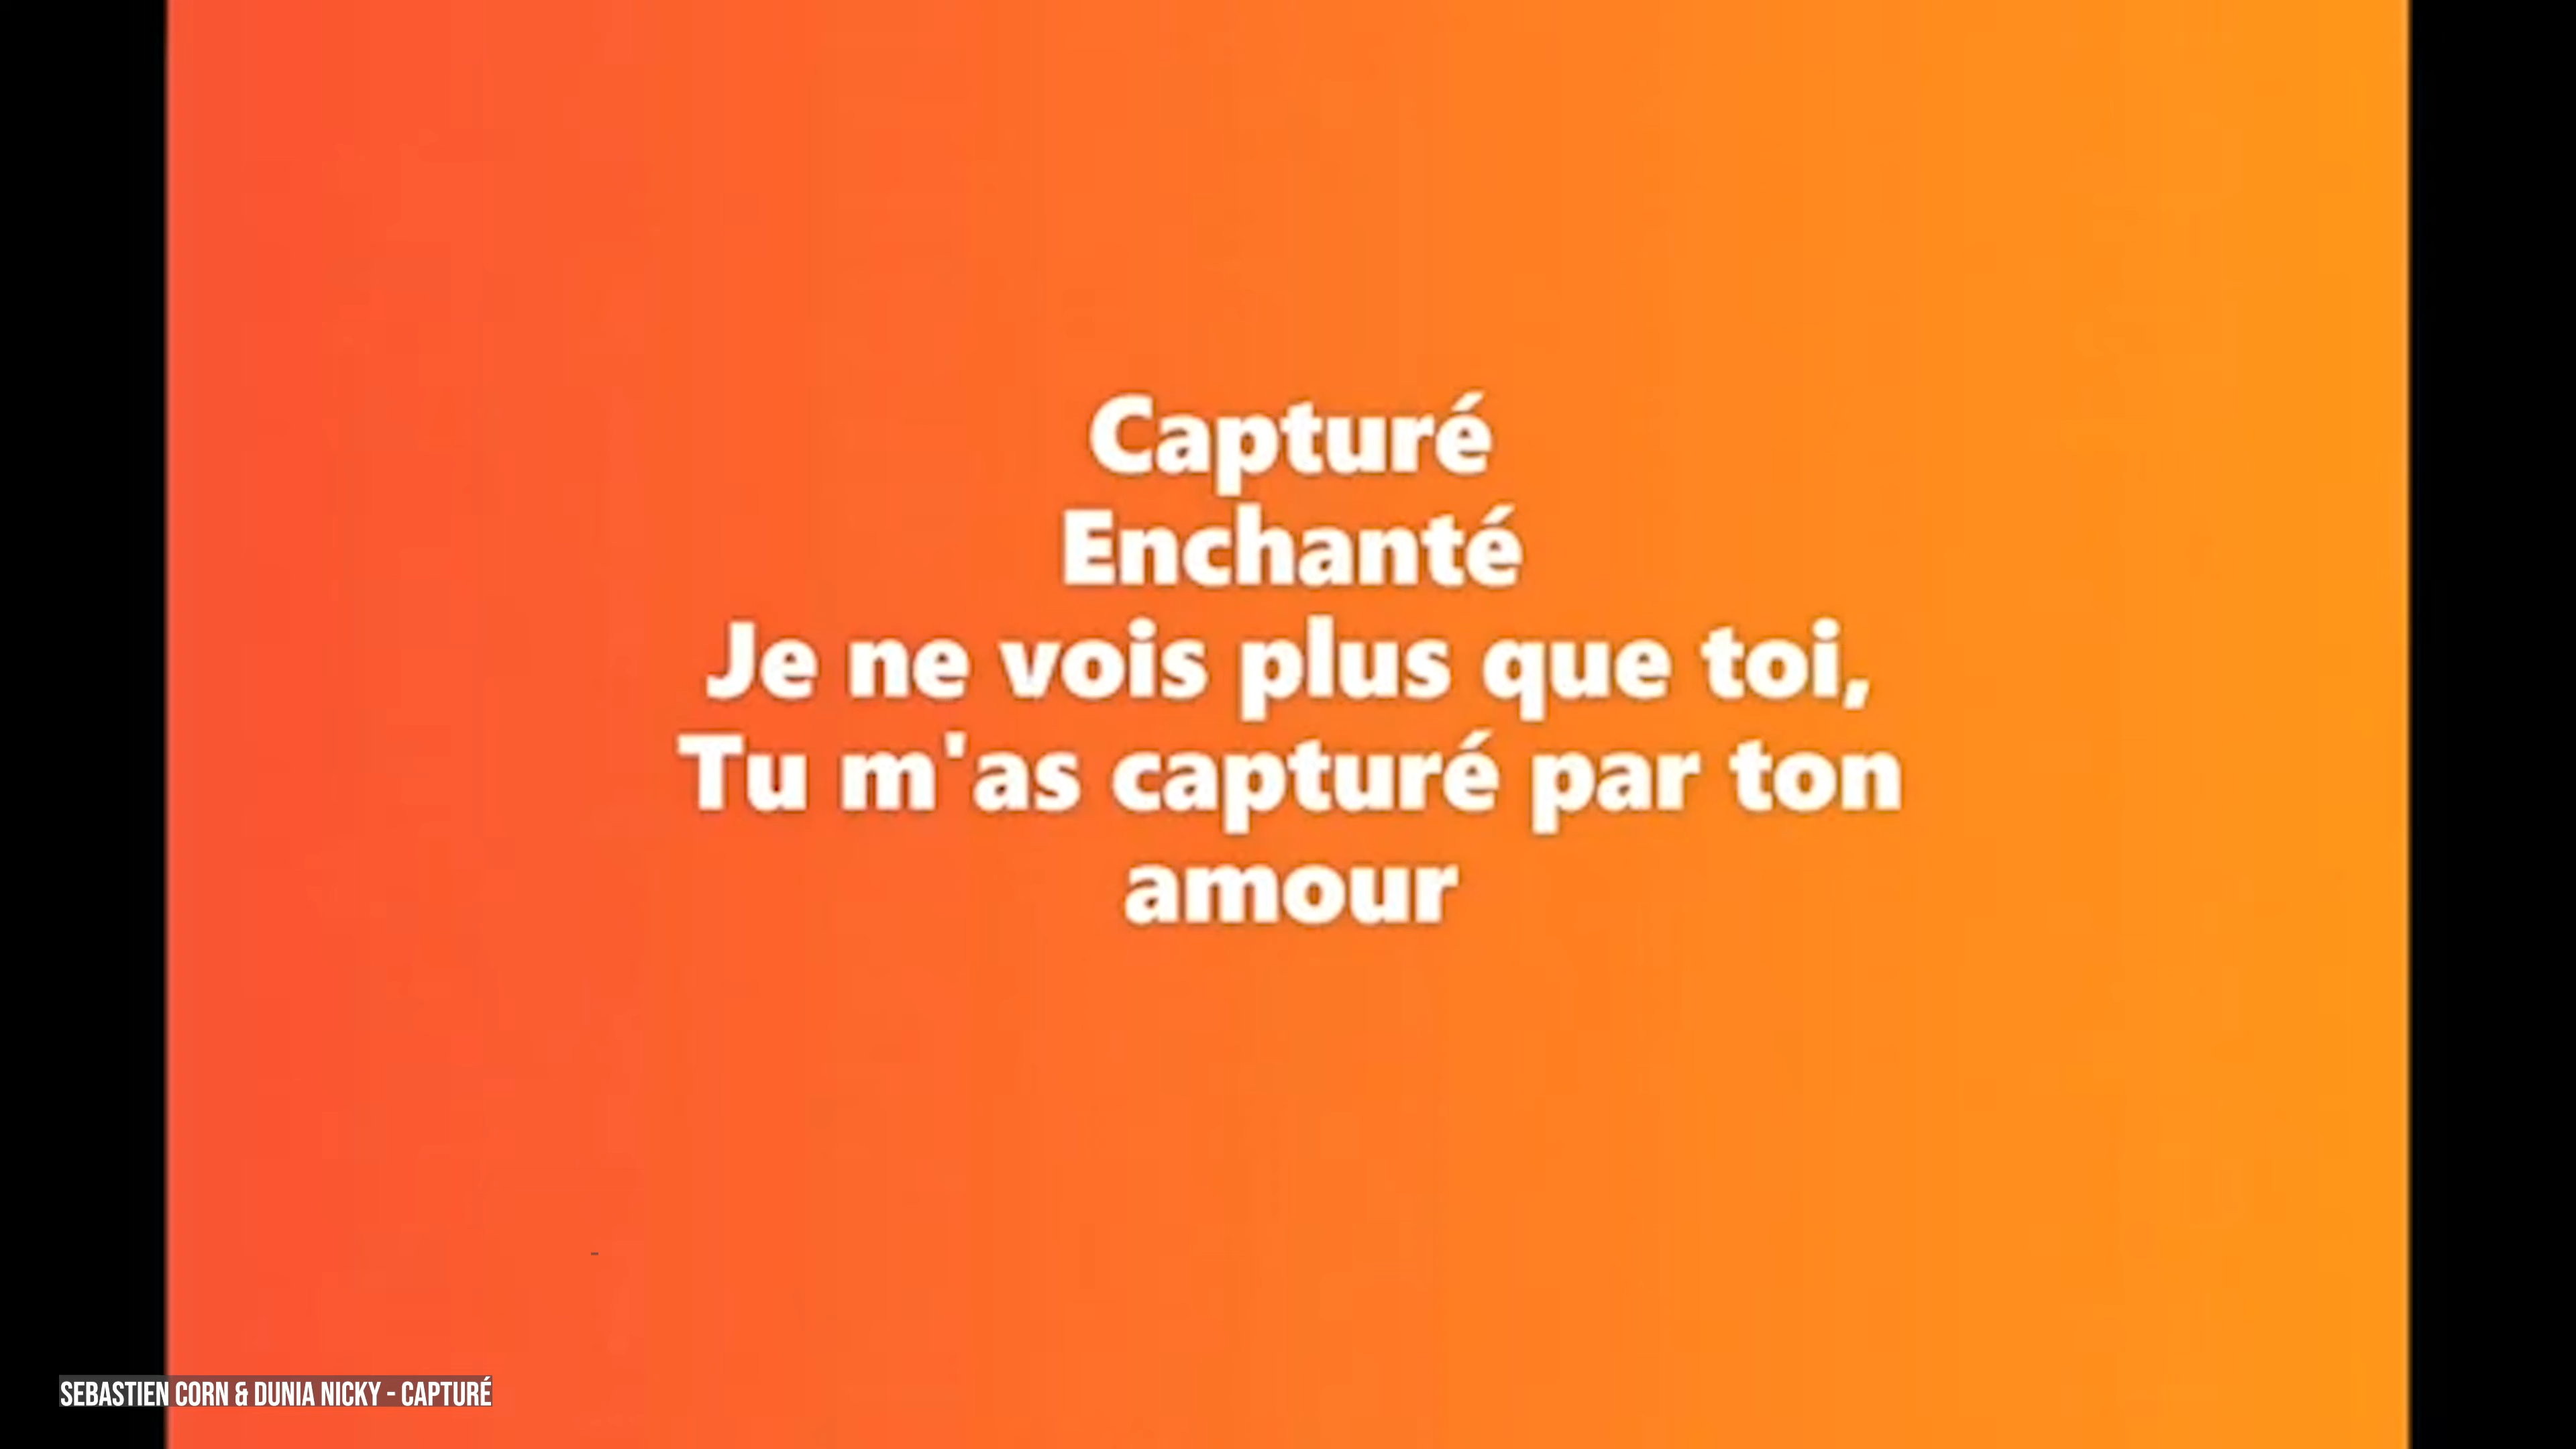 Capturé
Enchanté
Je ne vois plus que toi,
Tu m'as capturé par ton
amour
SEBASTIEN CORN & DUNIA NICKY - CAPTURÉ